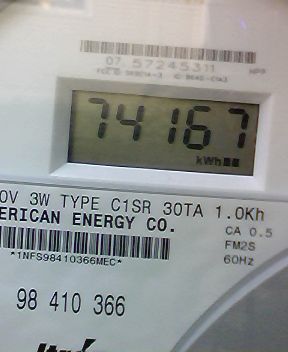 07 57245311
74167
kWh
0V 3W TYPE C1SR 30TA 1.0Kh
ERICAN ENERGY CO.
CA 0.5
FM2S
*1NFS98410366MEC*
60Hz
98 410 366